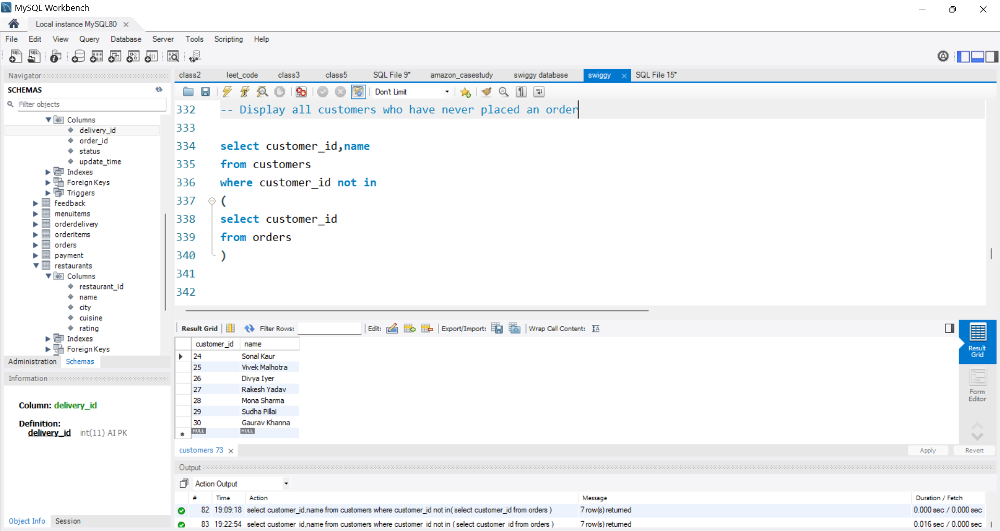 MySQL Workbench
Local instance MySQL80
File Edit View Query Database Server Tools Scripting Help
Navigator
SCHEMAS
Filter objects
Columns
delivery_id
order_id
status
update_time
Indexes
Foreign Keys
Triggers
feedback
menuitems
orderdelivery
orderitems
orders
payment
restaurants
Columns
restaurant_id
name
city
cuisine
rating
Indexes
Foreign Keys
Administration Schemas
Information
Column: delivery_id
Definition:
delivery_id int(11) AI PK
Object Info Session
class2 leet_code class3 class5 SQL File 9* amazon_casestudy swiggy database swiggy SQL File 15*
Don't Limit
332 -- Display all customers who have never placed an order
333
334 select customer_id,name
335 from customers
336 where customer_id not in
337 (
338 select customer_id
339 from orders
340 )
341
342
Result Grid Filter Rows: Edit: Export/Import: Wrap Cell Content:
customer_id name
24 Sonal Kaur
25 Vivek Malhotra
26 Divya Iyer
27 Rakesh Yadav
28 Mona Sharma
29 Sudha Pillai
30 Gaurav Khanna
NULL NULL
Result
Grid
Form
Editor
customers 73
Apply Revert
Output
Action Output
# Time Action Message Duration / Fetch
82 19:09:18 select customer_id,name from customers where customer_id not in( select customer_id from orders ) 7 row(s) returned 0.000 sec / 0.000 sec
83 19:22:54 select customer_id,name from customers where customer_id not in ( select customer_id from orders ) 7 row(s) returned 0.016 sec / 0.000 sec